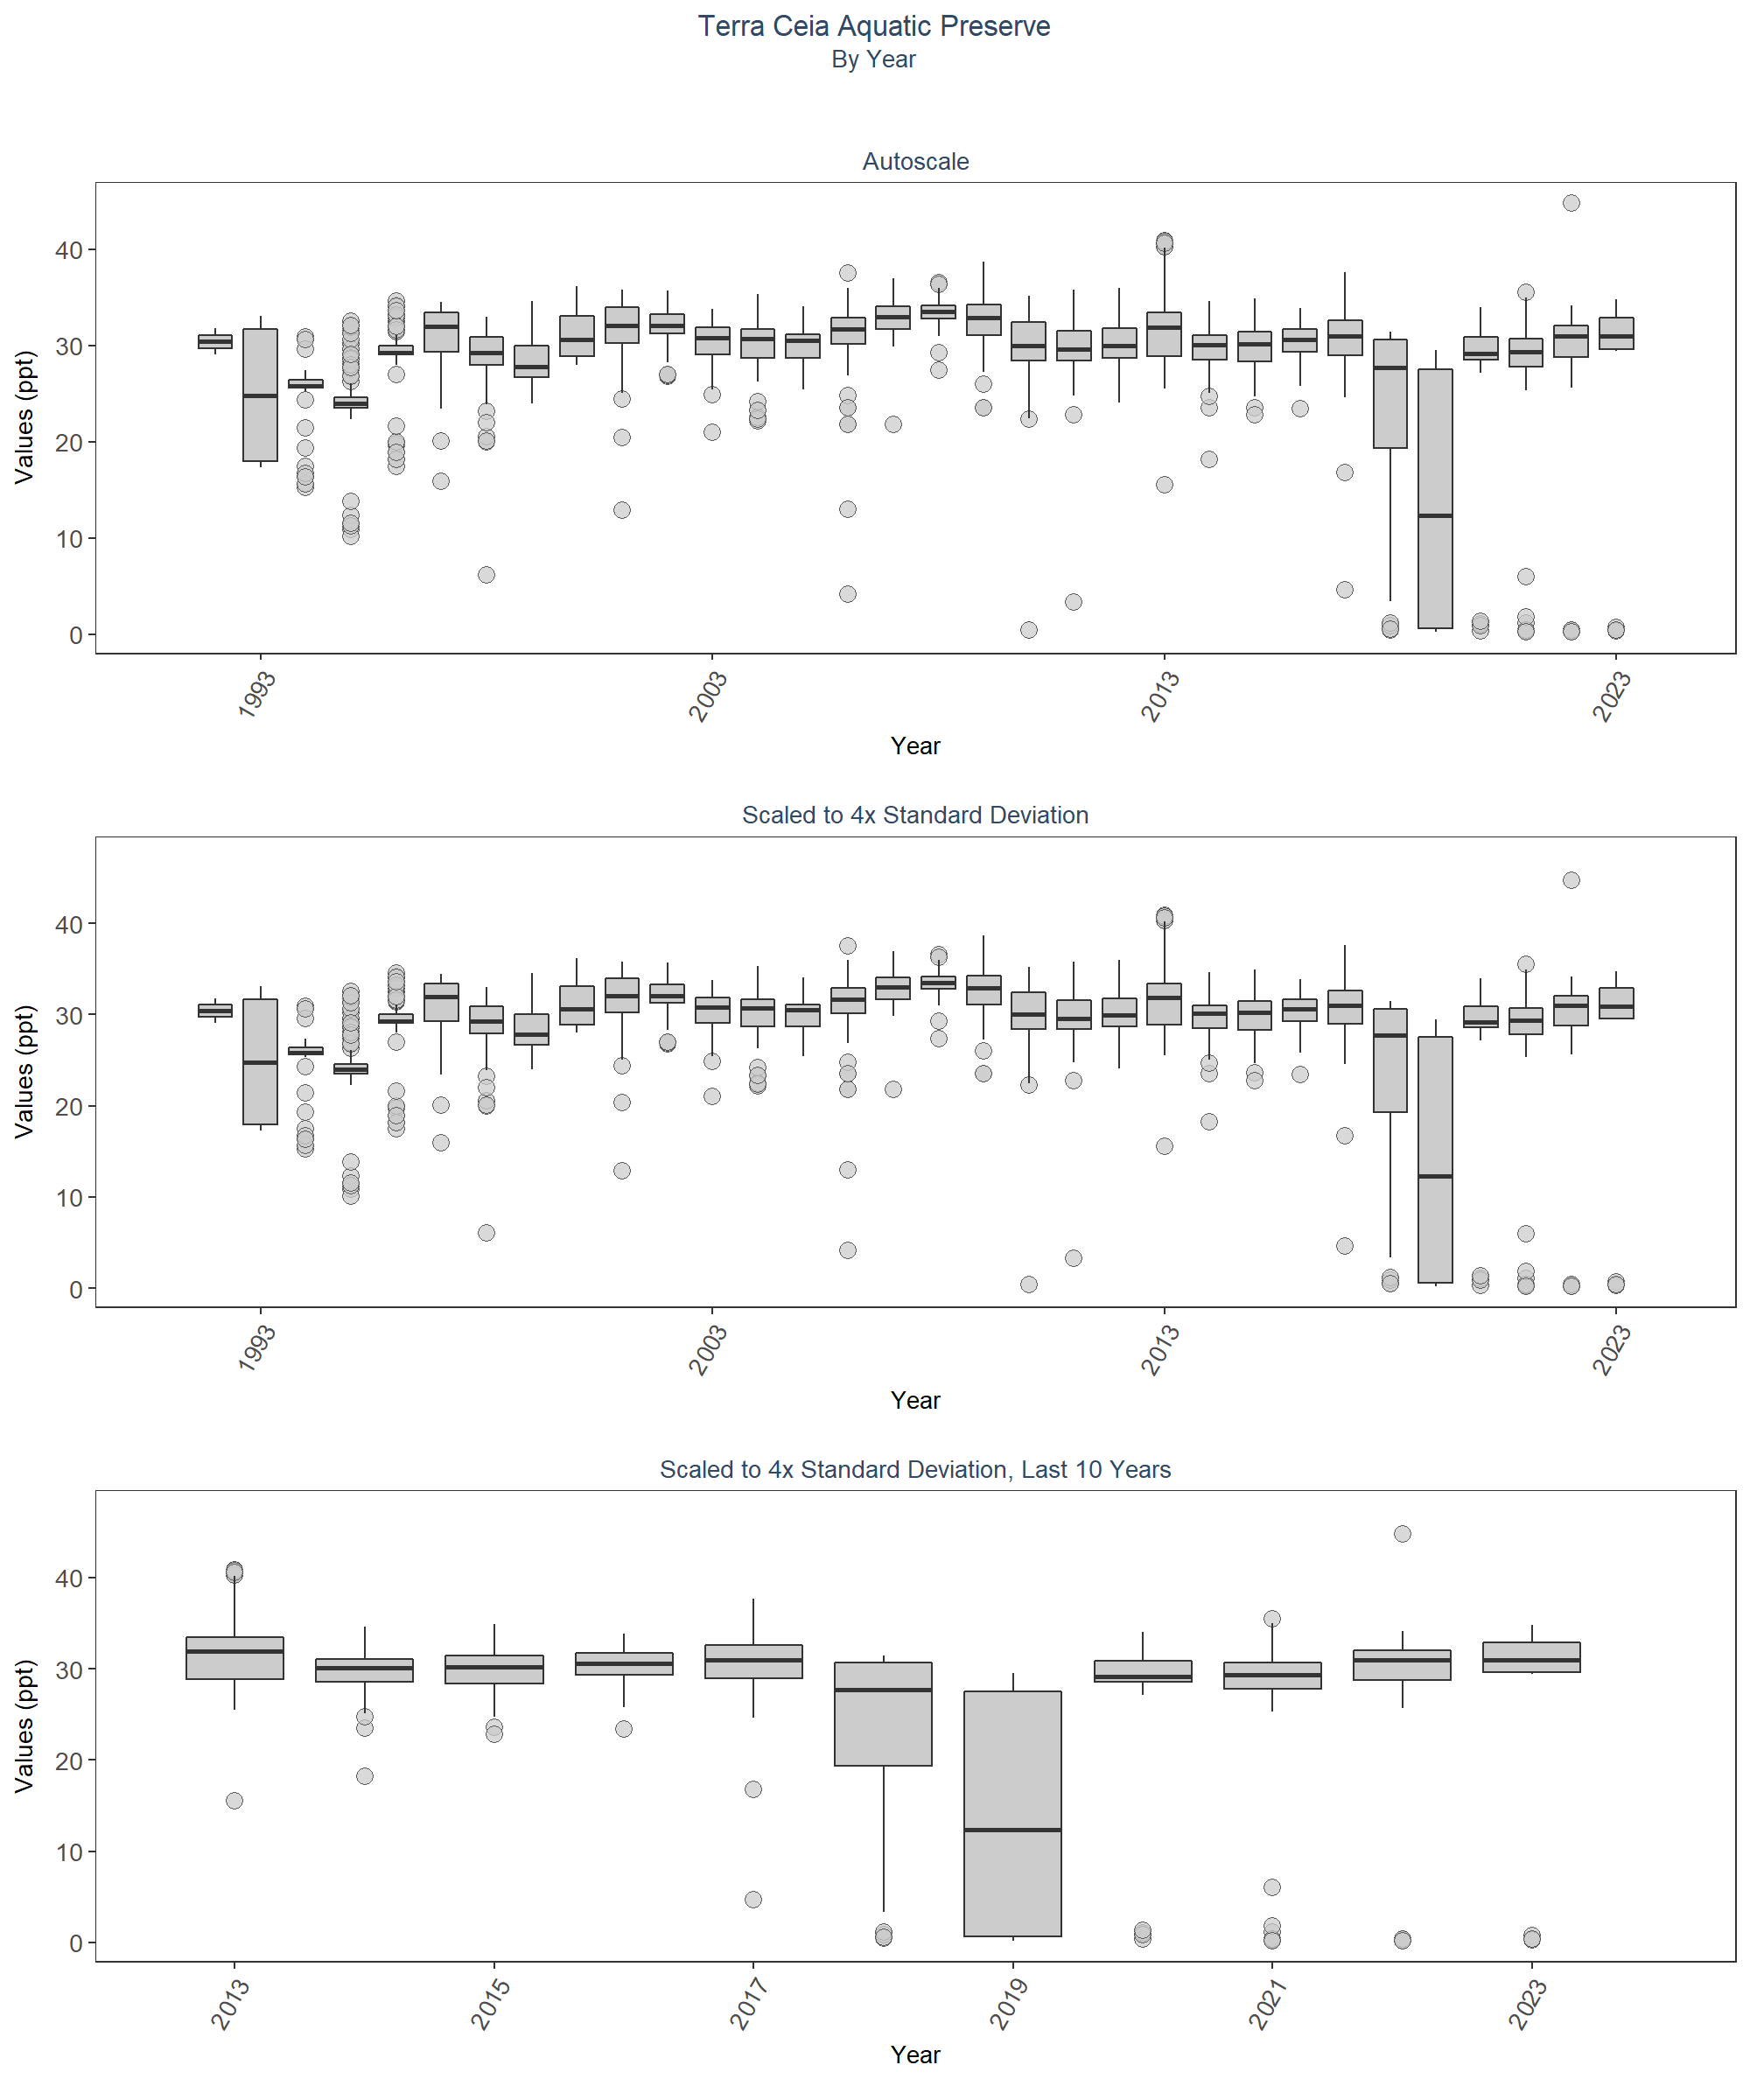 Terra Ceia Aquatic Preserve
By Year
Autoscale
Values (ppt)
40
30
20
10
0
1993
2003
2013
2023
Year
Scaled to 4x Standard Deviation
Values (ppt)
40
30
20
10
0
1993
2003
2013
2023
Year
Scaled to 4x Standard Deviation, Last 10 Years
Values (ppt)
40
30
20
10
0
2013
2015
2017
2019
2021
2023
Year